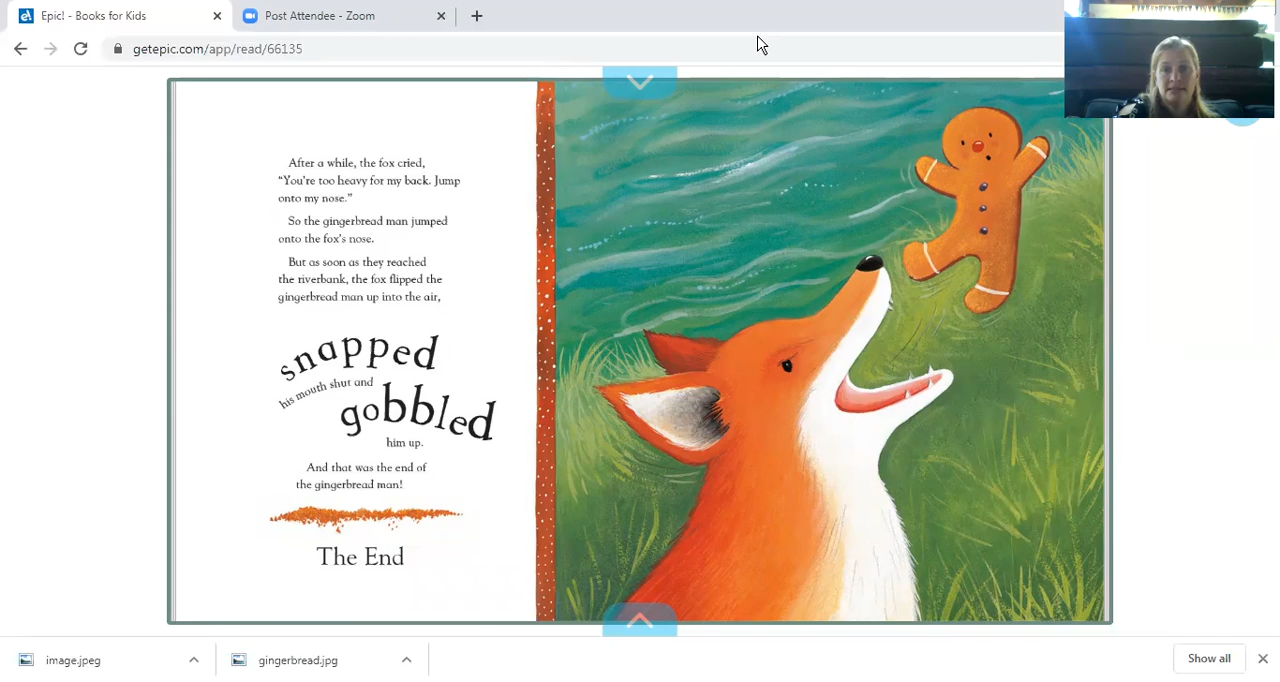 Epic! - Books for Kids
Post Attendee - Zoom
getepic.com/app/read/66135
After a while, the fox cried,
"You're too heavy for my back. Jump
onto my nose."
So the gingerbread man jumped
onto the fox's nose.
But as soon as they reached
the riverbank, the fox flipped the
gingerbread man up into the air,
snapped
his mouth shut and
gobbled
him up.
And that was the end of
the gingerbread man!
The End
image.jpeg
gingerbread.jpg
Show all